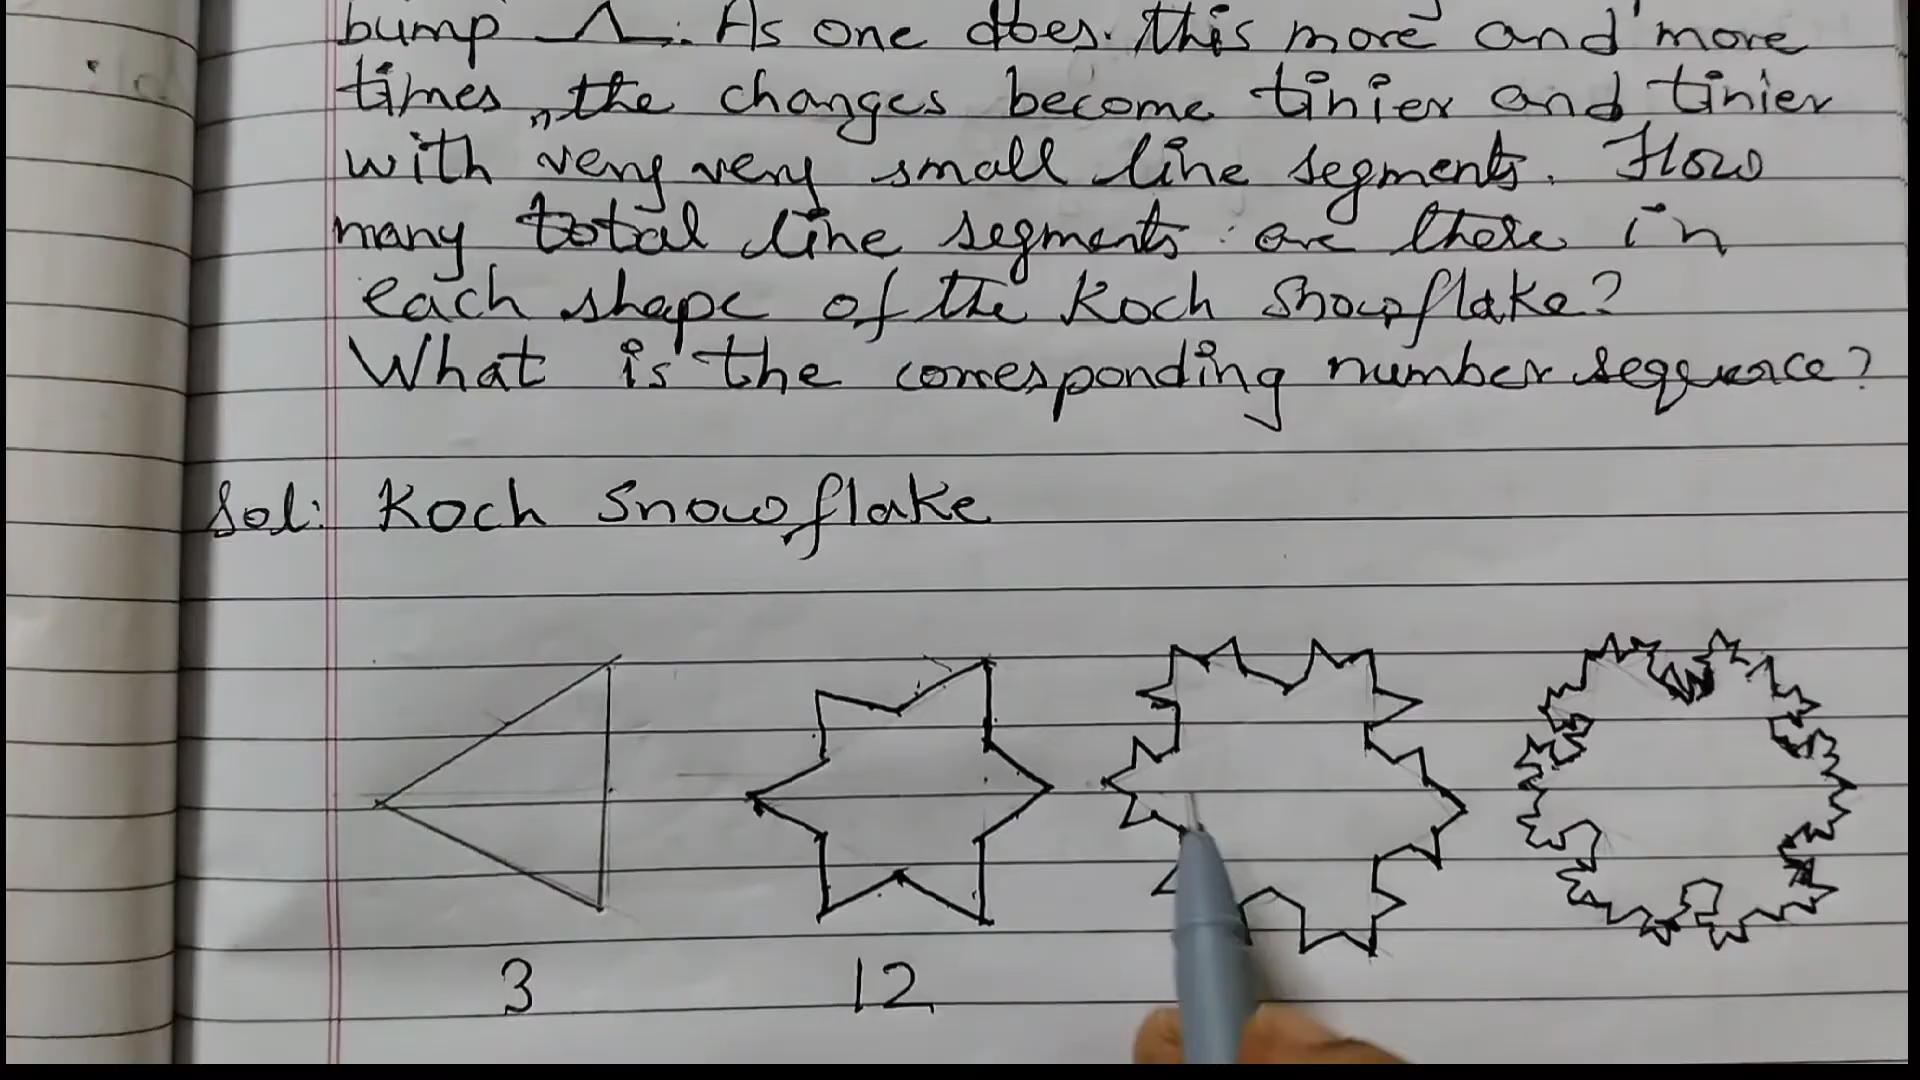 bump . As one does this more and more
times, the changes become tinier and tinier
with very very small line segments. How
many total line segments are there in
each shape of the Koch Snowflake?
What is the corresponding number sequence?
Sol: Koch Snowflake
3 12